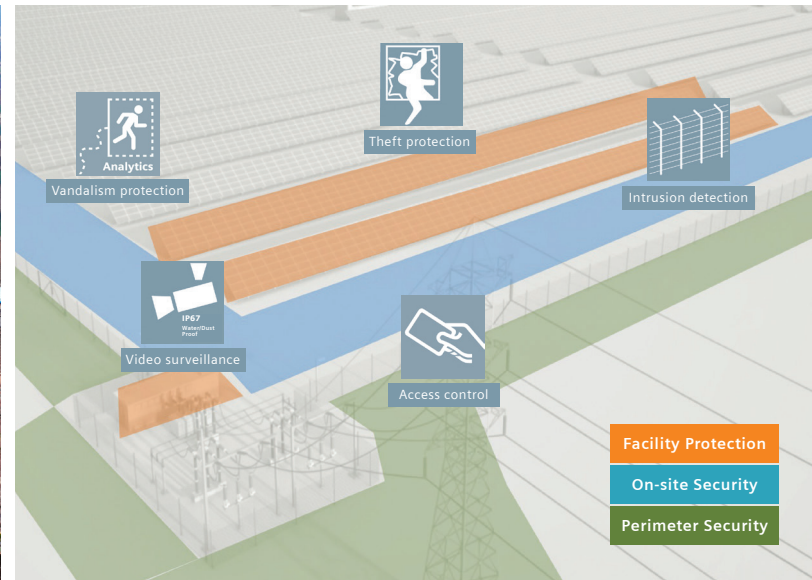 Theft protection
Analytics
Vandalism protection
Intrusion detection
IP67
Water/Dust
Proof
Video surveillance
Access control
Facility Protection
On-site Security
Perimeter Security